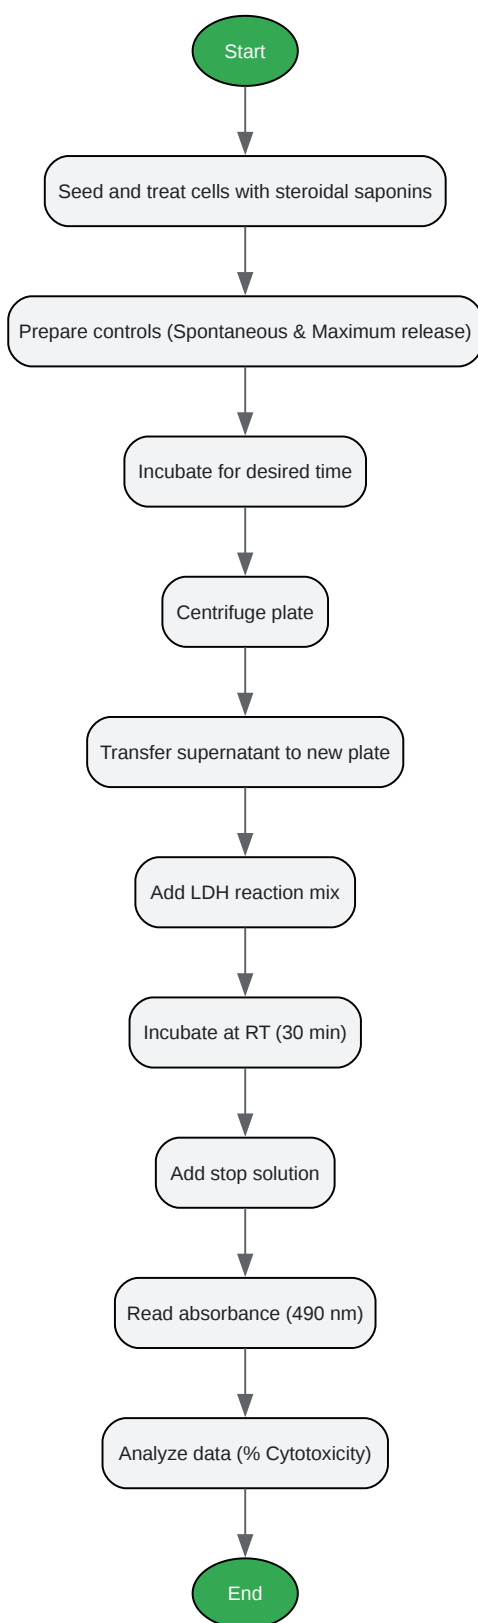 Start
Seed and treat cells with steroidal saponins
Prepare controls (Spontaneous & Maximum release)
Incubate for desired time
Centrifuge plate
Transfer supernatant to new plate
Add LDH reaction mix
Incubate at RT (30 min)
Add stop solution
Read absorbance (490 nm)
Analyze data (% Cytotoxicity)
End